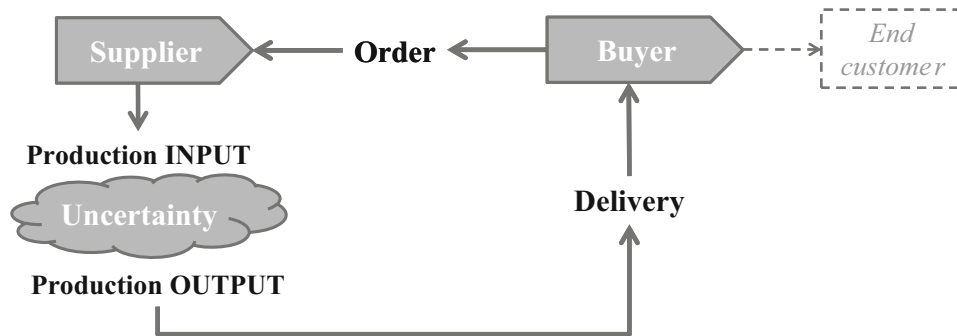 Supplier
Order
Buyer
End
customer
Production INPUT
Uncertainty
Delivery
Production OUTPUT